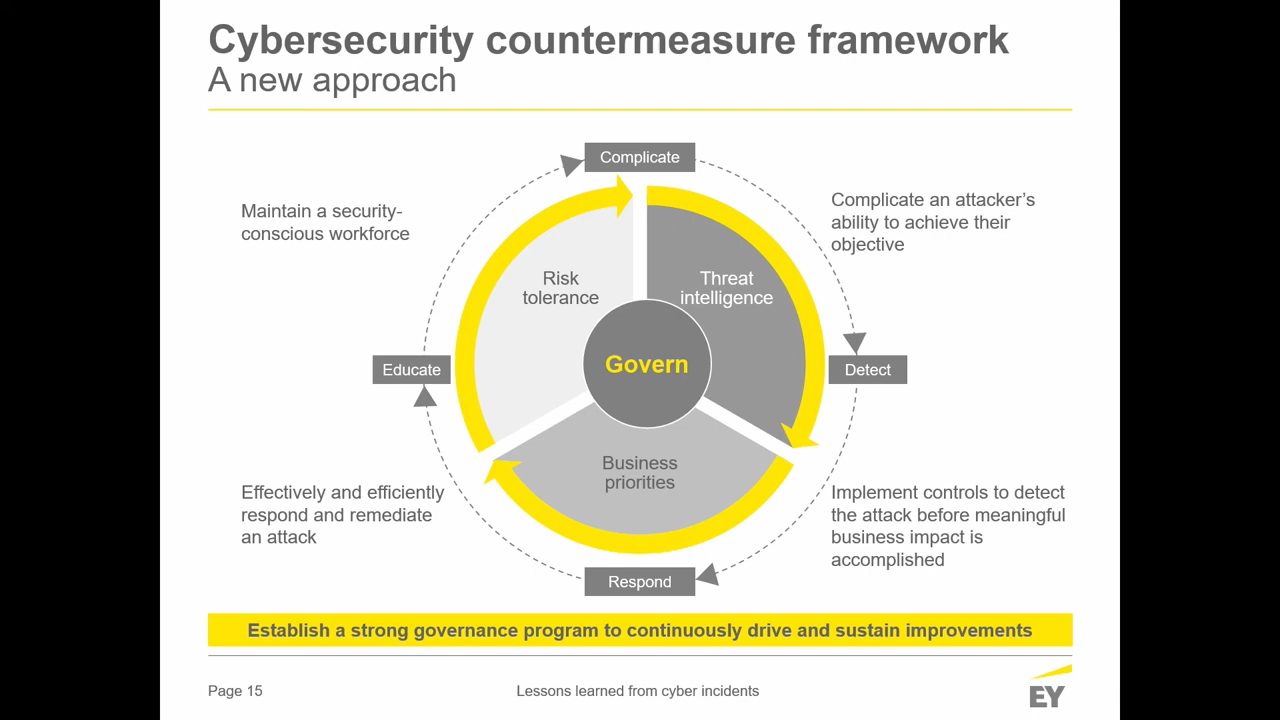 Cybersecurity countermeasure framework
A new approach
Complicate
Maintain a security-
conscious workforce
Complicate an attacker's
ability to achieve their
objective
Risk
tolerance
Threat
intelligence
Govern
Educate
Detect
Business
priorities
Effectively and efficiently
respond and remediate
an attack
Implement controls to detect
the attack before meaningful
business impact is
accomplished
Respond
Establish a strong governance program to continuously drive and sustain improvements
Page 15
Lessons learned from cyber incidents
EY